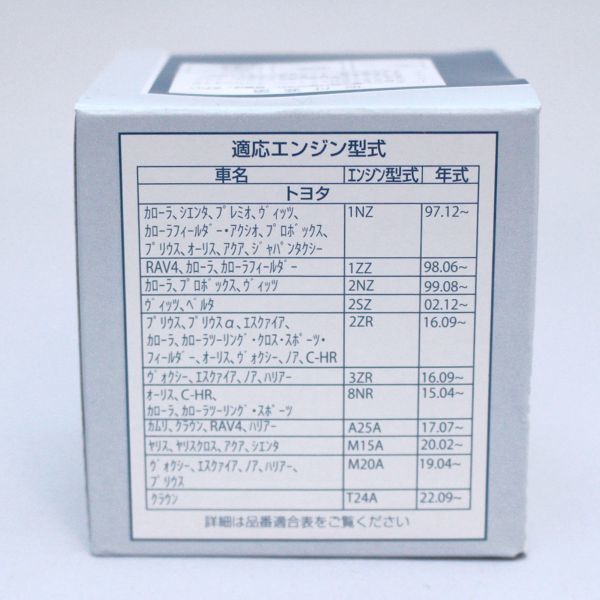 適応エンジン型式
車名 エンジン型式 年式
トヨタ
ｶﾛｰﾗ､ｼｴﾝﾀ､ﾌﾟﾚﾐｵ､ｳﾞｨｯﾂ､ 1NZ 97.12~
ｶﾛｰﾗﾌｨｰﾙﾀﾞｰ･ｱｸｼｵ､ﾌﾟﾛﾎﾞｯｸｽ､
ﾌﾟﾘｳｽ､ｵｰﾘｽ､ｱｸｱ､ｼﾞｬﾊﾟﾝﾀｸｼｰ
RAV4､ｶﾛｰﾗ､ｶﾛｰﾗﾌｨｰﾙﾀﾞｰ 1ZZ 98.06~
ｶﾛｰﾗ､ﾌﾟﾛﾎﾞｯｸｽ､ｳﾞｨｯﾂ 2NZ 99.08~
ｳﾞｨｯﾂ､ﾍﾞﾙﾀ 2SZ 02.12~
ﾌﾟﾘｳｽ､ﾌﾟﾘｳｽα､ｴｽｸｧｲｱ､ 2ZR 16.09~
ｶﾛｰﾗ､ｶﾛｰﾗﾂｰﾘﾝｸﾞ･ｸﾛｽ･ｽﾎﾟｰﾂ･
ﾌｨｰﾙﾀﾞｰ､ｵｰﾘｽ､ｳﾞｫｸｼｰ､ﾉｱ､C-HR
ｳﾞｫｸｼｰ､ｴｽｸｧｲｱ､ﾉｱ､ﾊﾘｱｰ 3ZR 16.09~
ｵｰﾘｽ､C-HR､ 8NR 15.04~
ｶﾛｰﾗ､ｶﾛｰﾗﾂｰﾘﾝｸﾞ･ｽﾎﾟｰﾂ
ｶﾑﾘ､ｸﾗｳﾝ､RAV4､ﾊﾘｱｰ A25A 17.07~
ﾔﾘｽ､ﾔﾘｽｸﾛｽ､ｱｸｱ､ｼｴﾝﾀ M15A 20.02~
ｳﾞｫｸｼｰ､ｴｽｸｧｲｱ､ﾉｱ､ﾊﾘｱｰ､ M20A 19.04~
ﾌﾟﾘｳｽ
ｸﾗｳﾝ T24A 22.09~
詳細は品番適合表をご覧ください